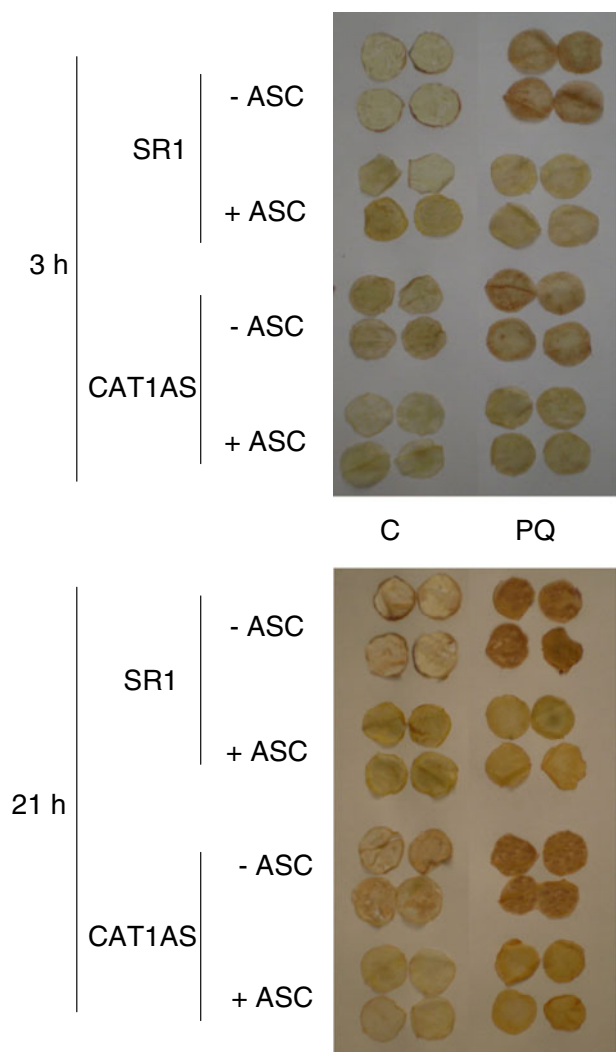 - ASC
SR1
+ ASC
3 h
- ASC
CAT1AS
+ ASC
C PQ
- ASC
SR1
+ ASC
21 h
- ASC
CAT1AS
+ ASC